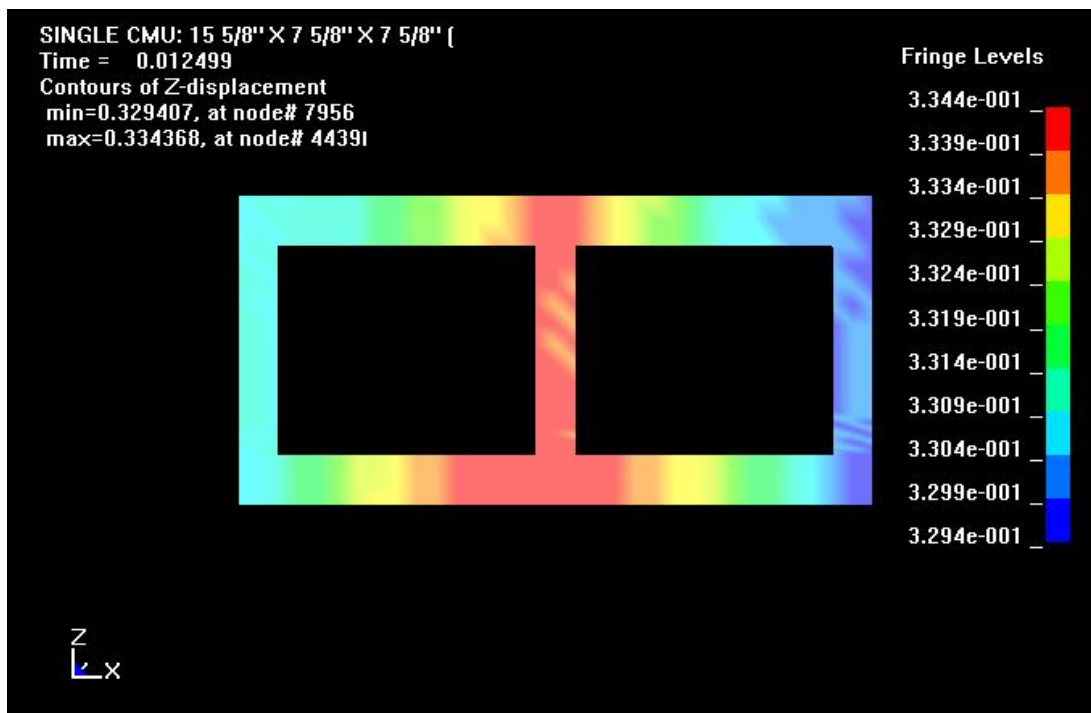 SINGLE CMU: 15 5/8" X 7 5/8" X 7 5/8" (
Time = 0.012499
Contours of Z-displacement
min=0.329407, at node# 7956
max=0.334368, at node# 4439
Fringe Levels
3.344e-001
3.339e-001
3.334e-001
3.329e-001
3.324e-001
3.319e-001
3.314e-001
3.309e-001
3.304e-001
3.299e-001
3.294e-001
Z
X